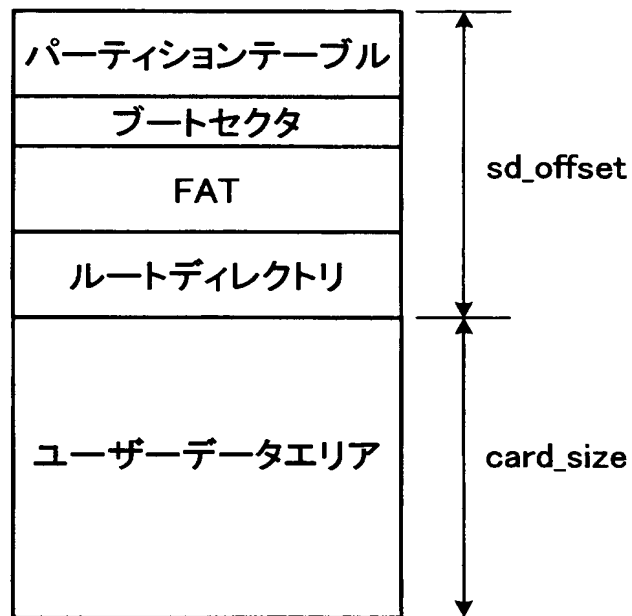 パーティションテーブル
ブートセクタ
FAT
sd_offset
ルートディレクトリ
ユーザーデータエリア
card_size